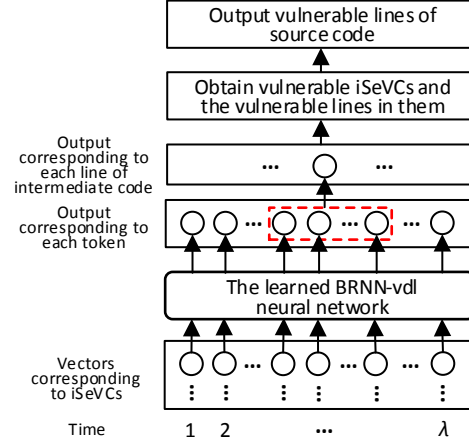 Output vulnerable lines of
source code
Obtain vulnerable iSeVCs and
the vulnerable lines in them
Output
corresponding to
each line of
intermediate code
... ...
Output
corresponding to
each token
... ... ...
The learned BRNN-vdl
neural network
Vectors
corresponding
to iSeVCs
... ... ...
Time 1 2 ... λ